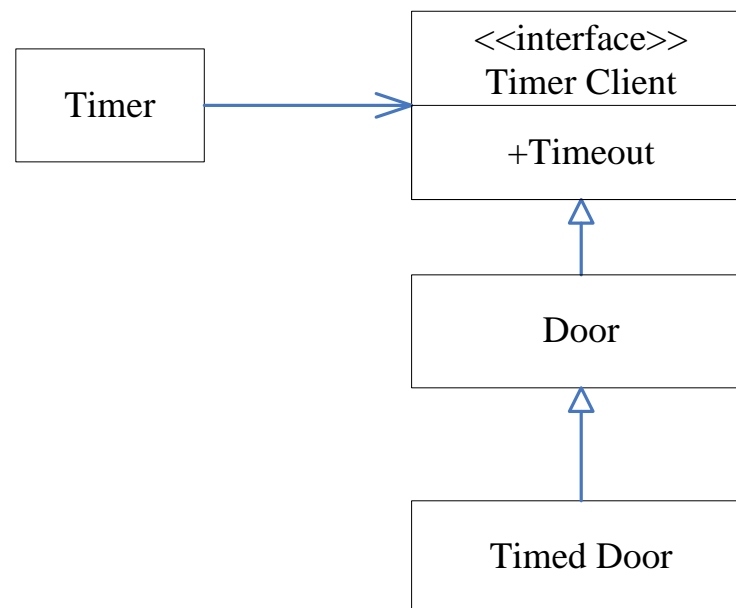 Timer
<<interface>>
Timer Client
+Timeout
Door
Timed Door